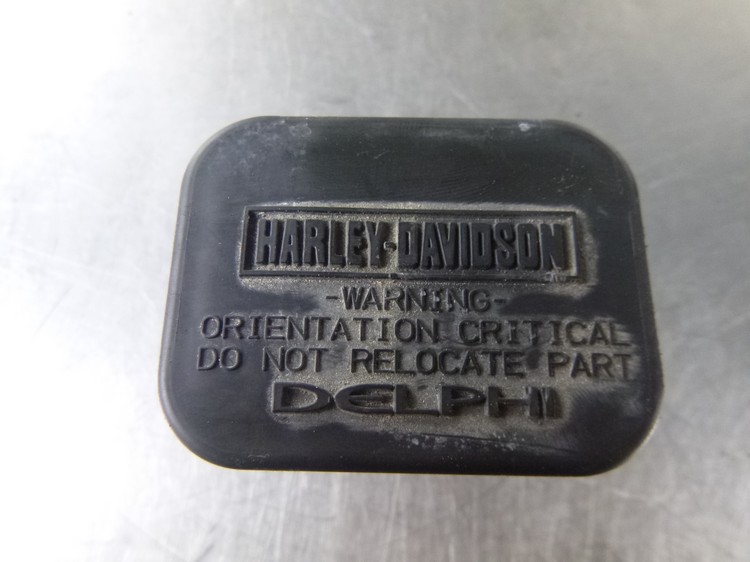 HARLEY-DAVIDSON
-WARNING-
ORIENTATION CRITICAL
DO NOT RELOCATE PART
DELPHI